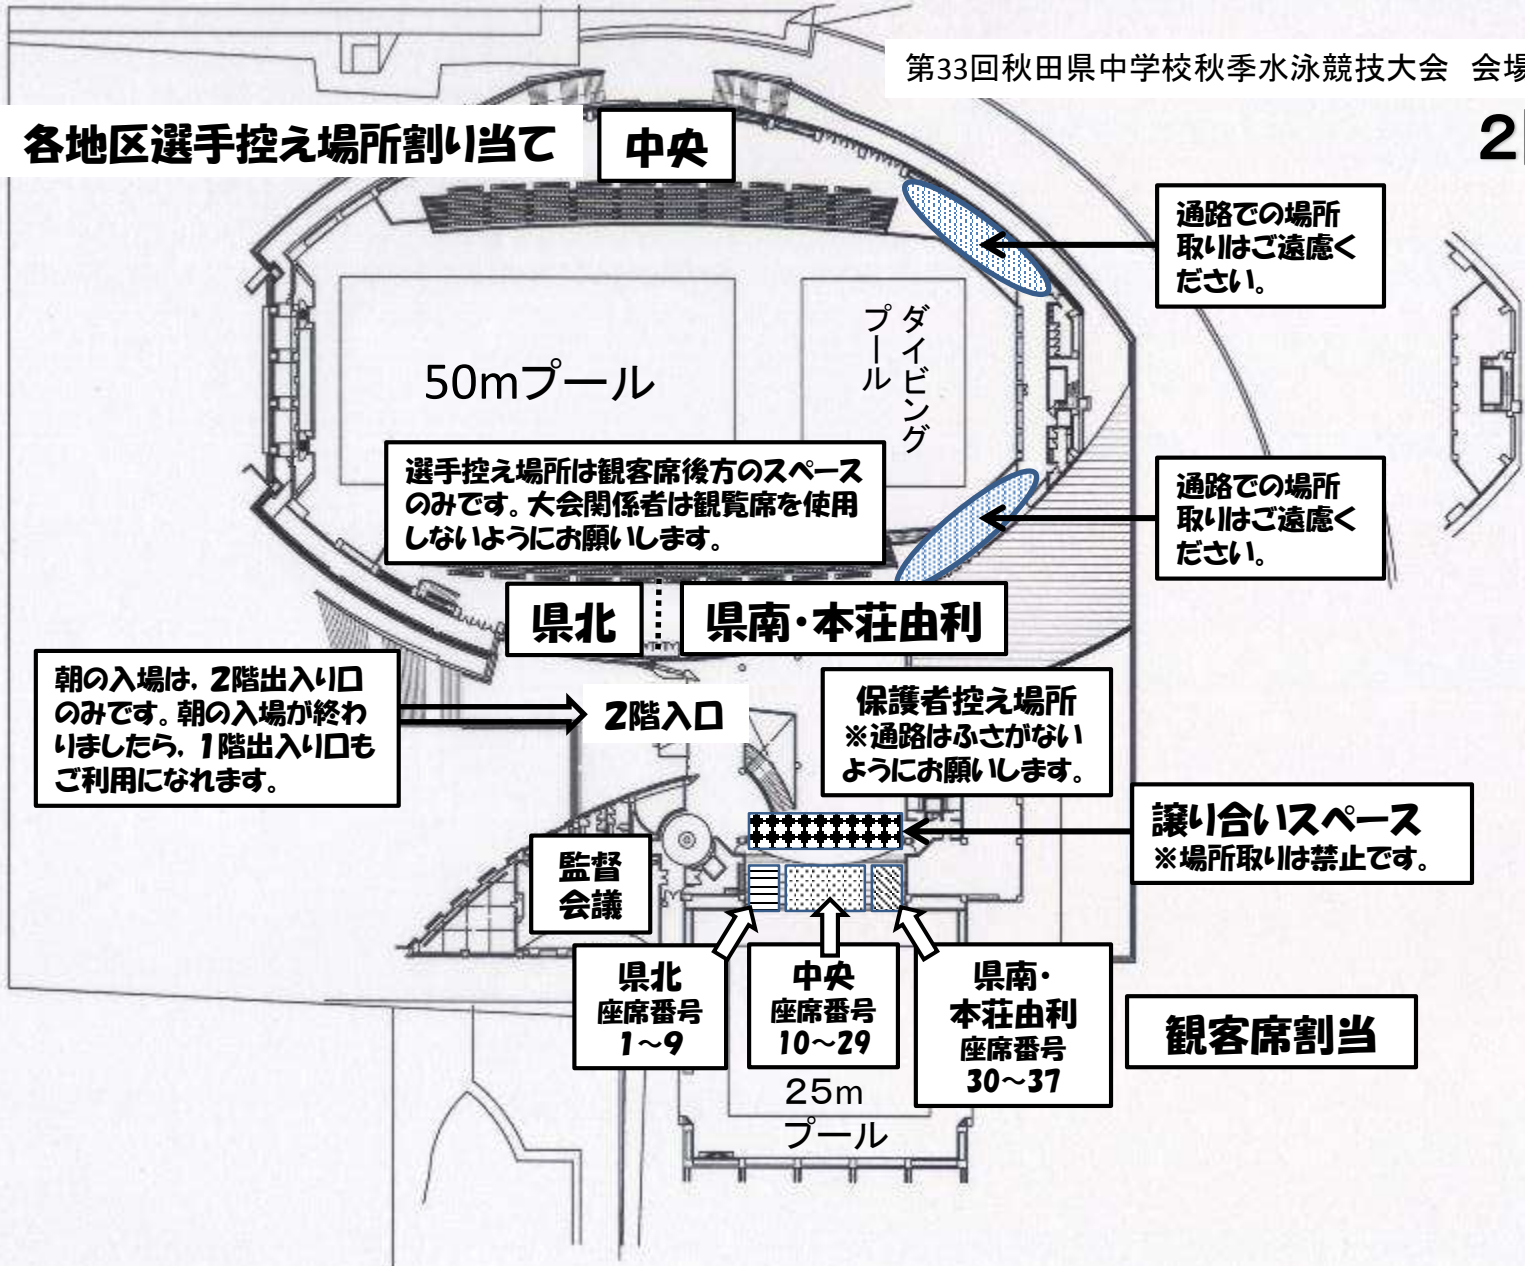 第33回秋田県中学校秋季水泳競技大会 会場
各地区選手控え場所割り当て
中央
2
通路での場所
取りはご遠慮く
ださい。
50mプール
ダイビング
プール
選手控え場所は観客席後方のスペース
のみです。大会関係者は観覧席を使用
しないようにお願いします。
通路での場所
取りはご遠慮く
ださい。
県北
県南・本荘由利
朝の入場は，2階出入り口
のみです。朝の入場が終わ
りましたら，1階出入り口も
ご利用になれます。
2階入口
保護者控え場所
※通路はふさがない
ようにお願いします。
譲り合いスペース
※場所取りは禁止です。
監督
会議
県北
座席番号
1～9
中央
座席番号
10～29
県南・
本荘由利
座席番号
30～37
観客席割当
25m
プール